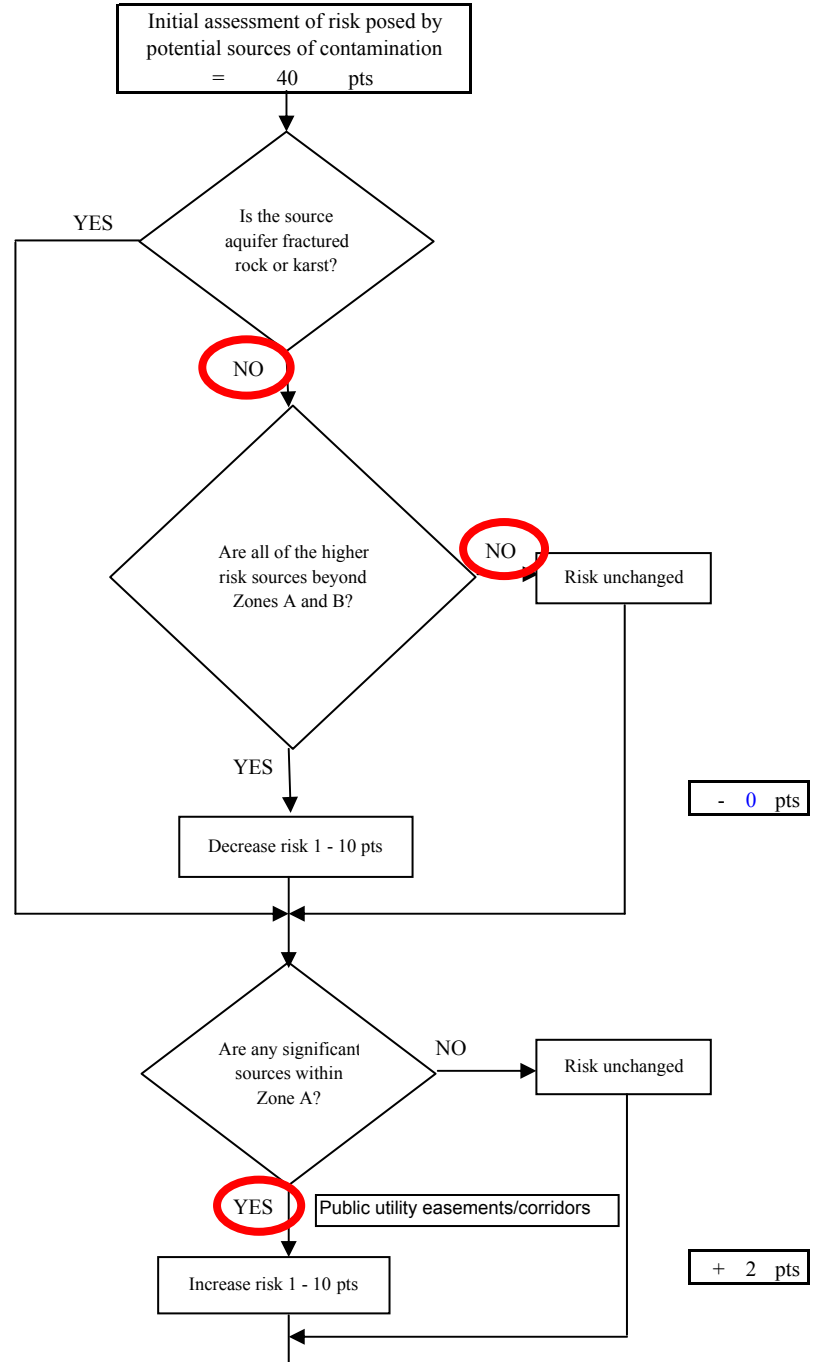 Initial assessment of risk posed by
potential sources of contamination
= 40 pts
YES
Is the source
aquifer fractured
rock or karst?
NO
Are all of the higher
risk sources beyond
Zones A and B?
NO
Risk unchanged
YES
- 0 pts
Decrease risk 1 - 10 pts
Are any significant
sources within
Zone A?
NO
Risk unchanged
YES
Public utility easements/corridors
Increase risk 1 - 10 pts
+ 2 pts